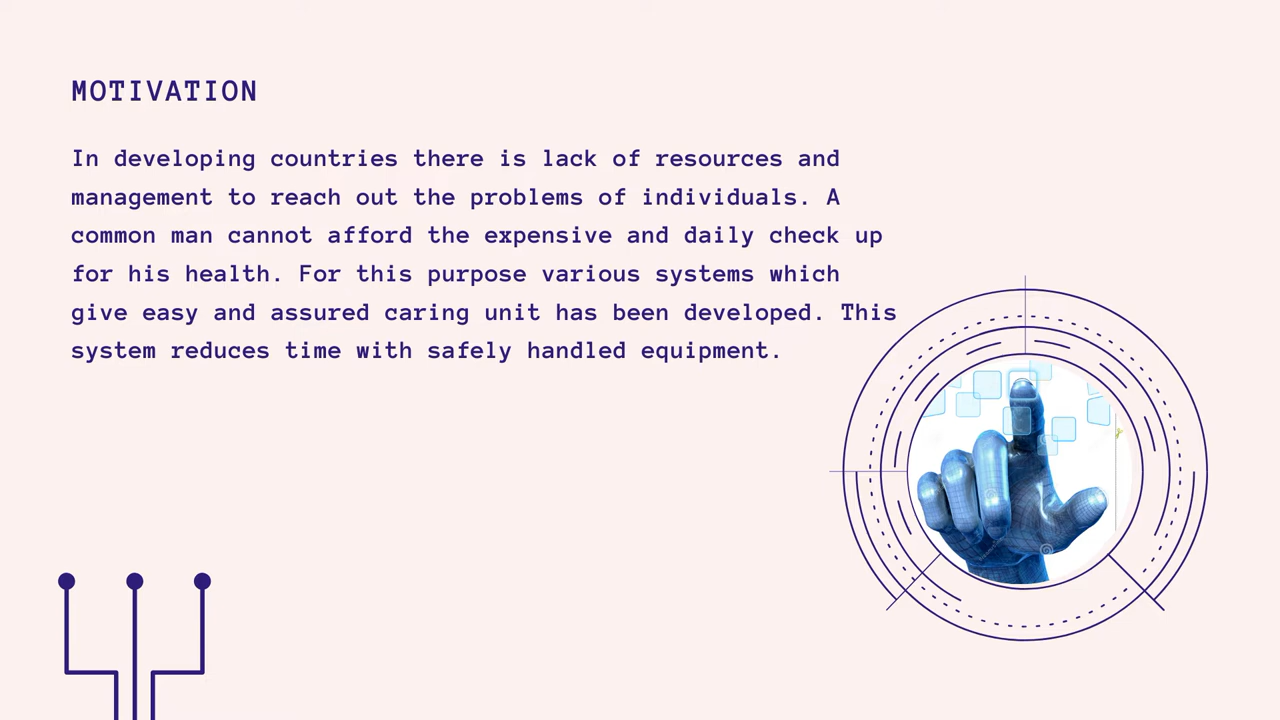 MOTIVATION
In developing countries there is lack of resources and
management to reach out the problems of individuals. A
common man cannot afford the expensive and daily check up
for his health. For this purpose various systems which
give easy and assured caring unit has been developed. This
system reduces time with safely handled equipment.